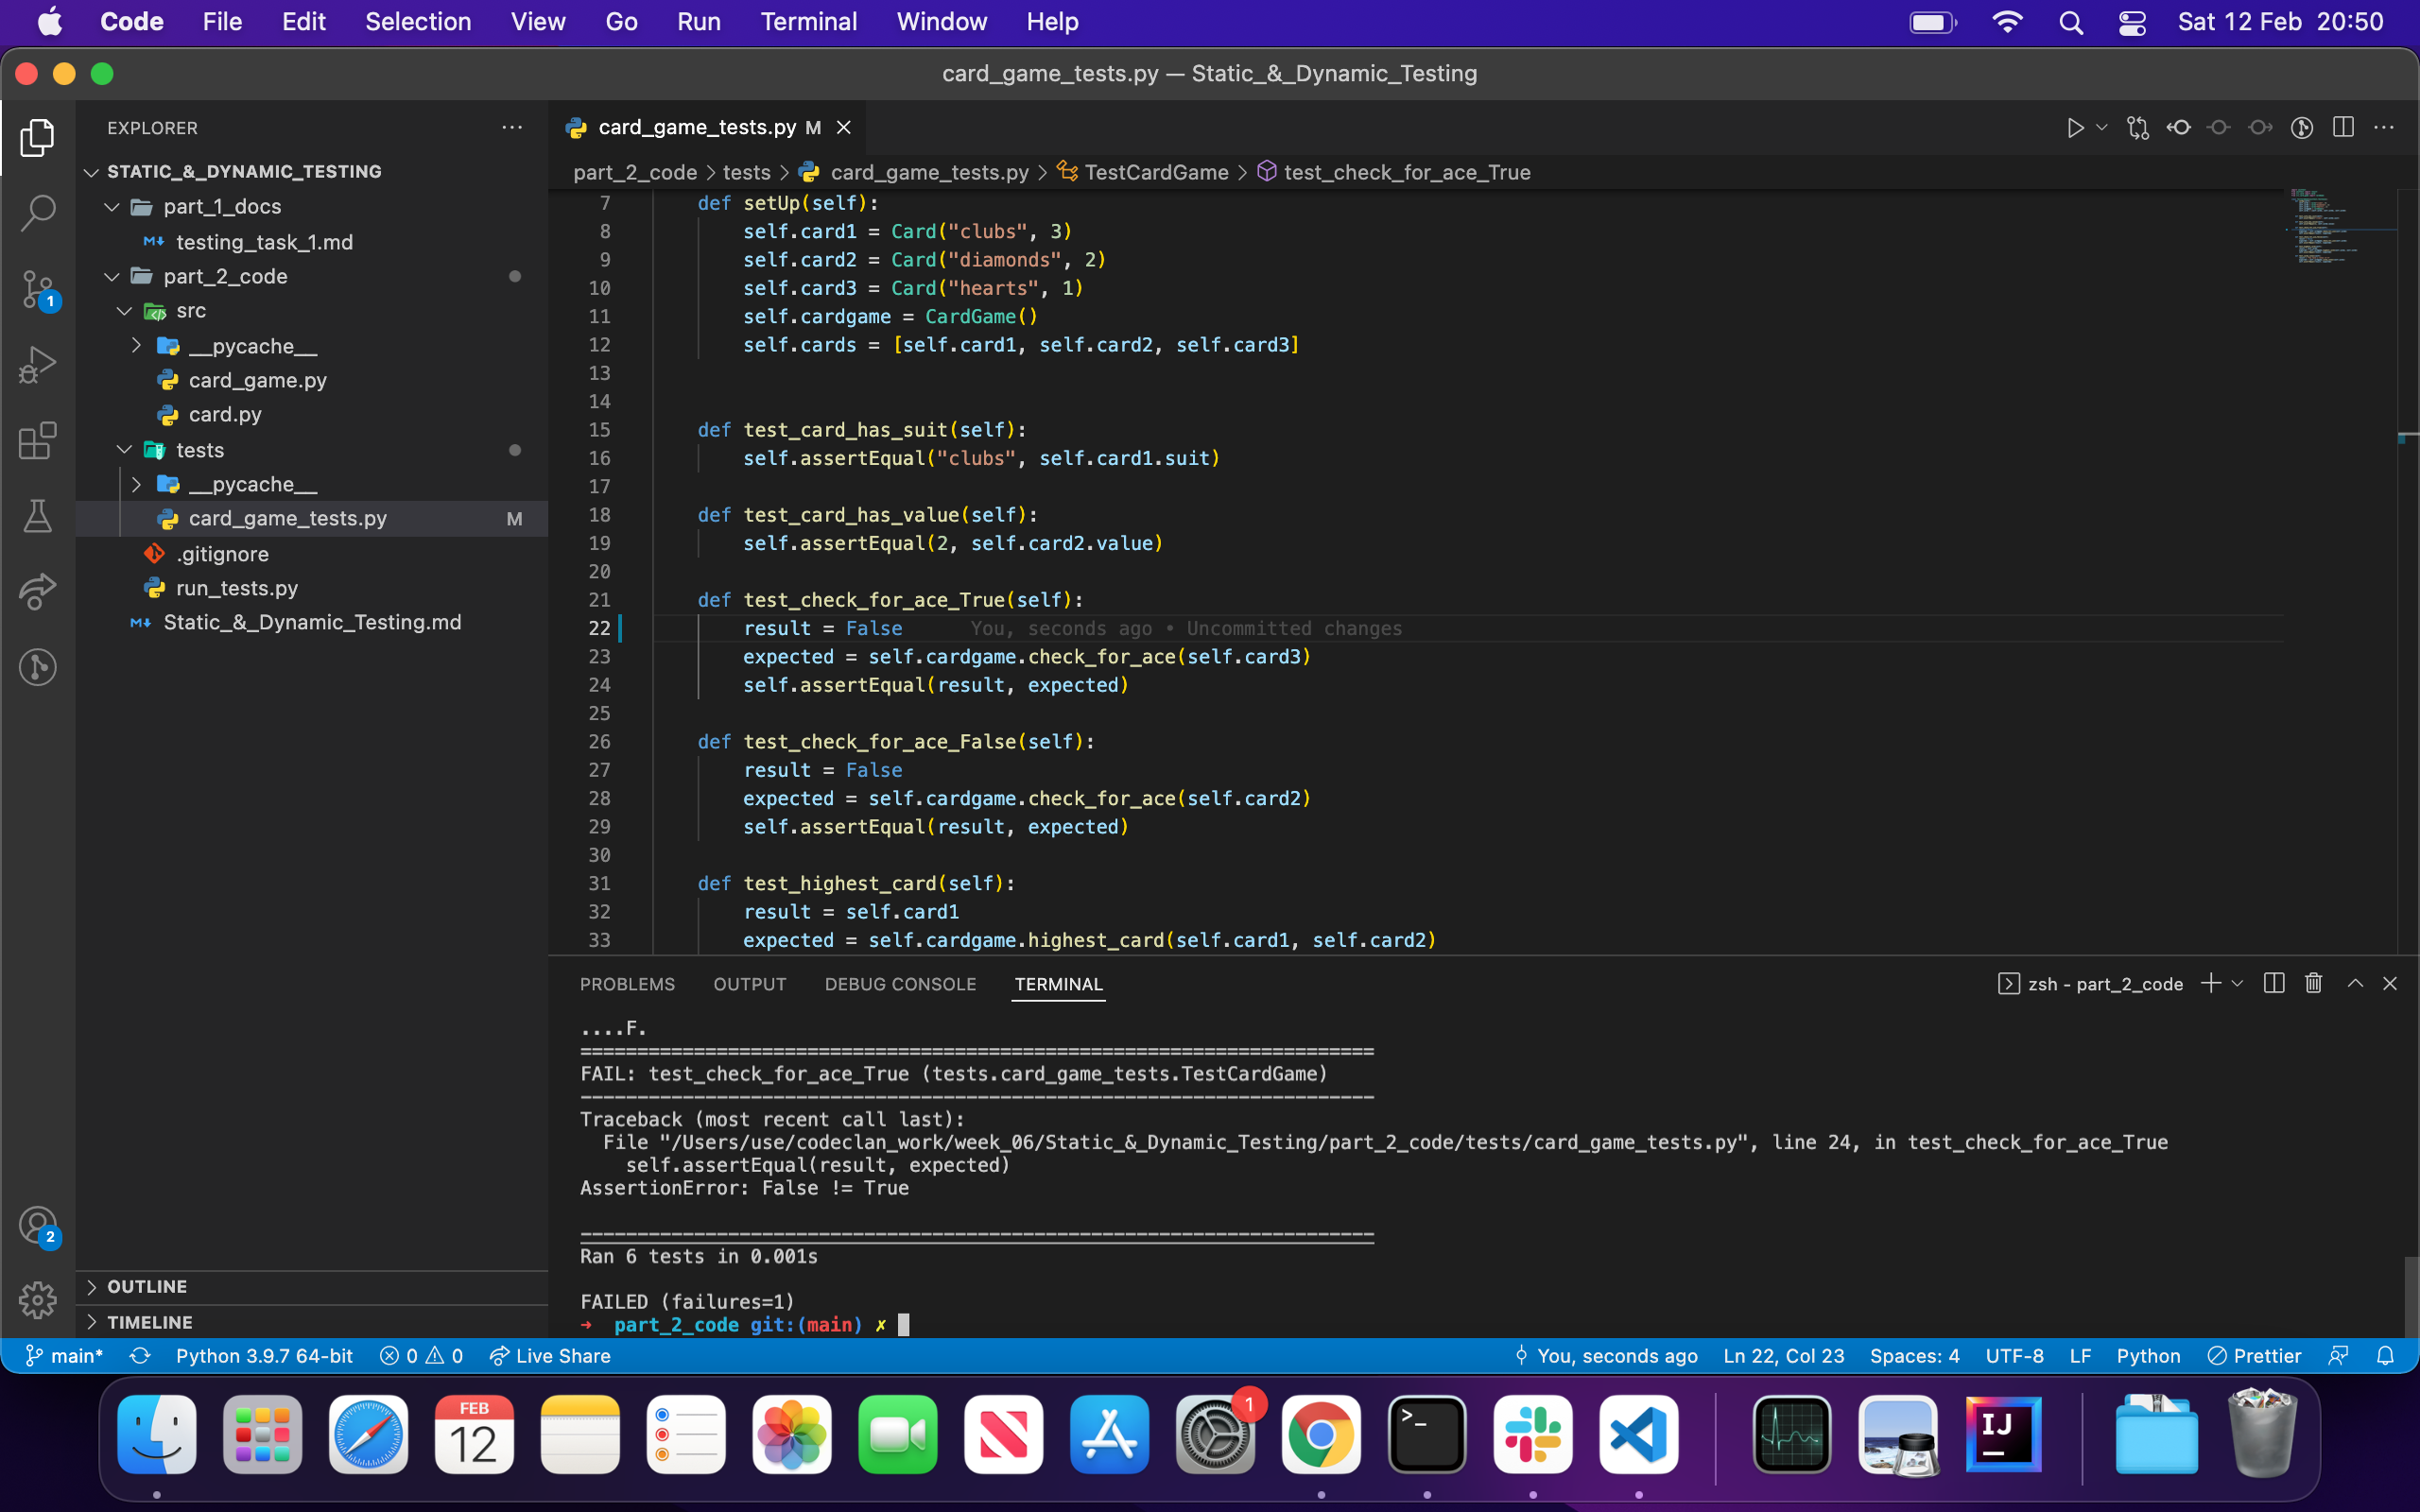 Code File Edit Selection View Go Run Terminal Window Help Sat 12 Feb 20:50
card_game_tests.py — Static_&_Dynamic_Testing
EXPLORER
STATIC_&_DYNAMIC_TESTING
part_1_docs
testing_task_1.md
part_2_code
src
__pycache__
card_game.py
card.py
tests
__pycache__
card_game_tests.py M
.gitignore
run_tests.py
Static_&_Dynamic_Testing.md
OUTLINE
TIMELINE
1
2
card_game_tests.py M
part_2_code > tests > card_game_tests.py > TestCardGame > test_check_for_ace_True
7 def setUp(self):
8 self.card1 = Card("clubs", 3)
9 self.card2 = Card("diamonds", 2)
10 self.card3 = Card("hearts", 1)
11 self.cardgame = CardGame()
12 self.cards = [self.card1, self.card2, self.card3]
13
14
15 def test_card_has_suit(self):
16 self.assertEqual("clubs", self.card1.suit)
17
18 def test_card_has_value(self):
19 self.assertEqual(2, self.card2.value)
20
21 def test_check_for_ace_True(self):
22 result = False You, seconds ago • Uncommitted changes
23 expected = self.cardgame.check_for_ace(self.card3)
24 self.assertEqual(result, expected)
25
26 def test_check_for_ace_False(self):
27 result = False
28 expected = self.cardgame.check_for_ace(self.card2)
29 self.assertEqual(result, expected)
30
31 def test_highest_card(self):
32 result = self.card1
33 expected = self.cardgame.highest_card(self.card1, self.card2)
PROBLEMS OUTPUT DEBUG CONSOLE TERMINAL zsh - part_2_code
....F.
======================================================================
FAIL: test_check_for_ace_True (tests.card_game_tests.TestCardGame)
----------------------------------------------------------------------
Traceback (most recent call last):
File "/Users/use/codeclan_work/week_06/Static_&_Dynamic_Testing/part_2_code/tests/card_game_tests.py", line 24, in test_check_for_ace_True
self.assertEqual(result, expected)
AssertionError: False != True
----------------------------------------------------------------------
Ran 6 tests in 0.001s
FAILED (failures=1)
➜ part_2_code git:(main) ✗
main* Python 3.9.7 64-bit 0 0 Live Share You, seconds ago Ln 22, Col 23 Spaces: 4 UTF-8 LF Python Prettier
FEB
12
1
>_
IJ